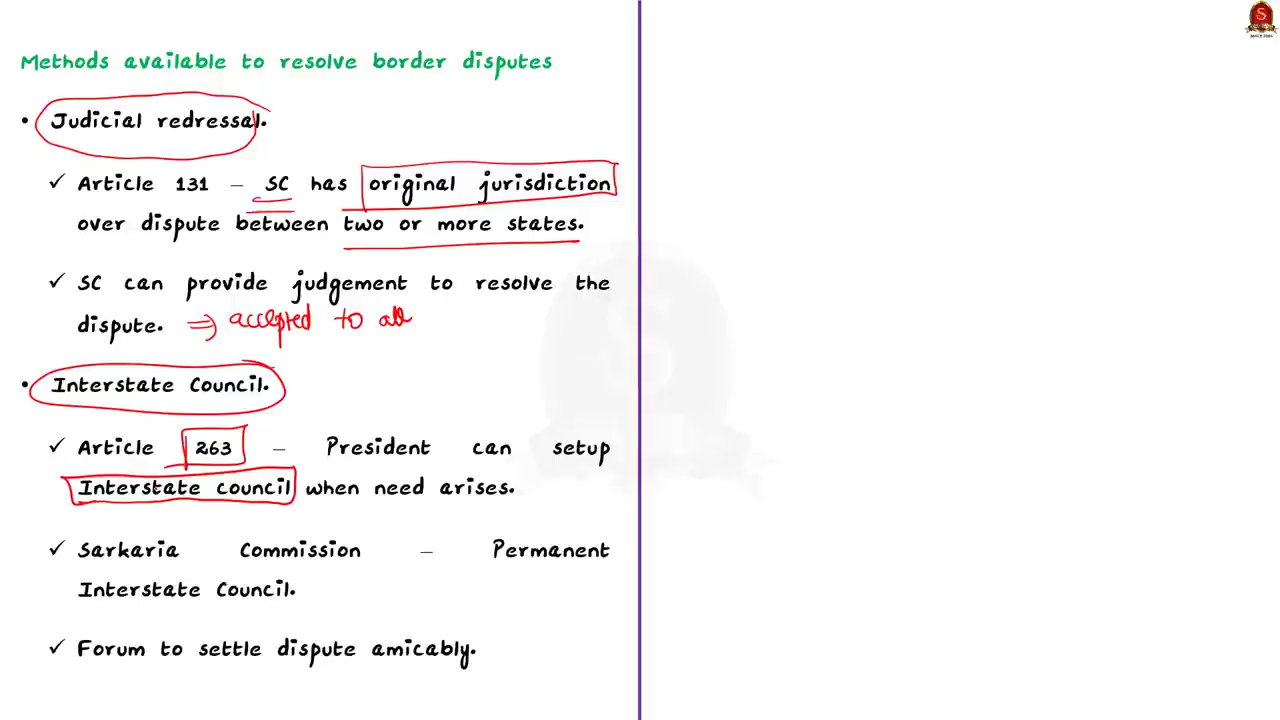 Methods available to resolve border disputes
• Judicial redressal.
✓ Article 131 – SC has original jurisdiction
over dispute between two or more states.
✓ SC can provide judgement to resolve the
dispute. ⇒ accepted to all
• Interstate Council.
✓ Article 263 – President can setup
Interstate council when need arises.
✓ Sarkaria Commission – Permanent
Interstate Council.
✓ Forum to settle dispute amicably.